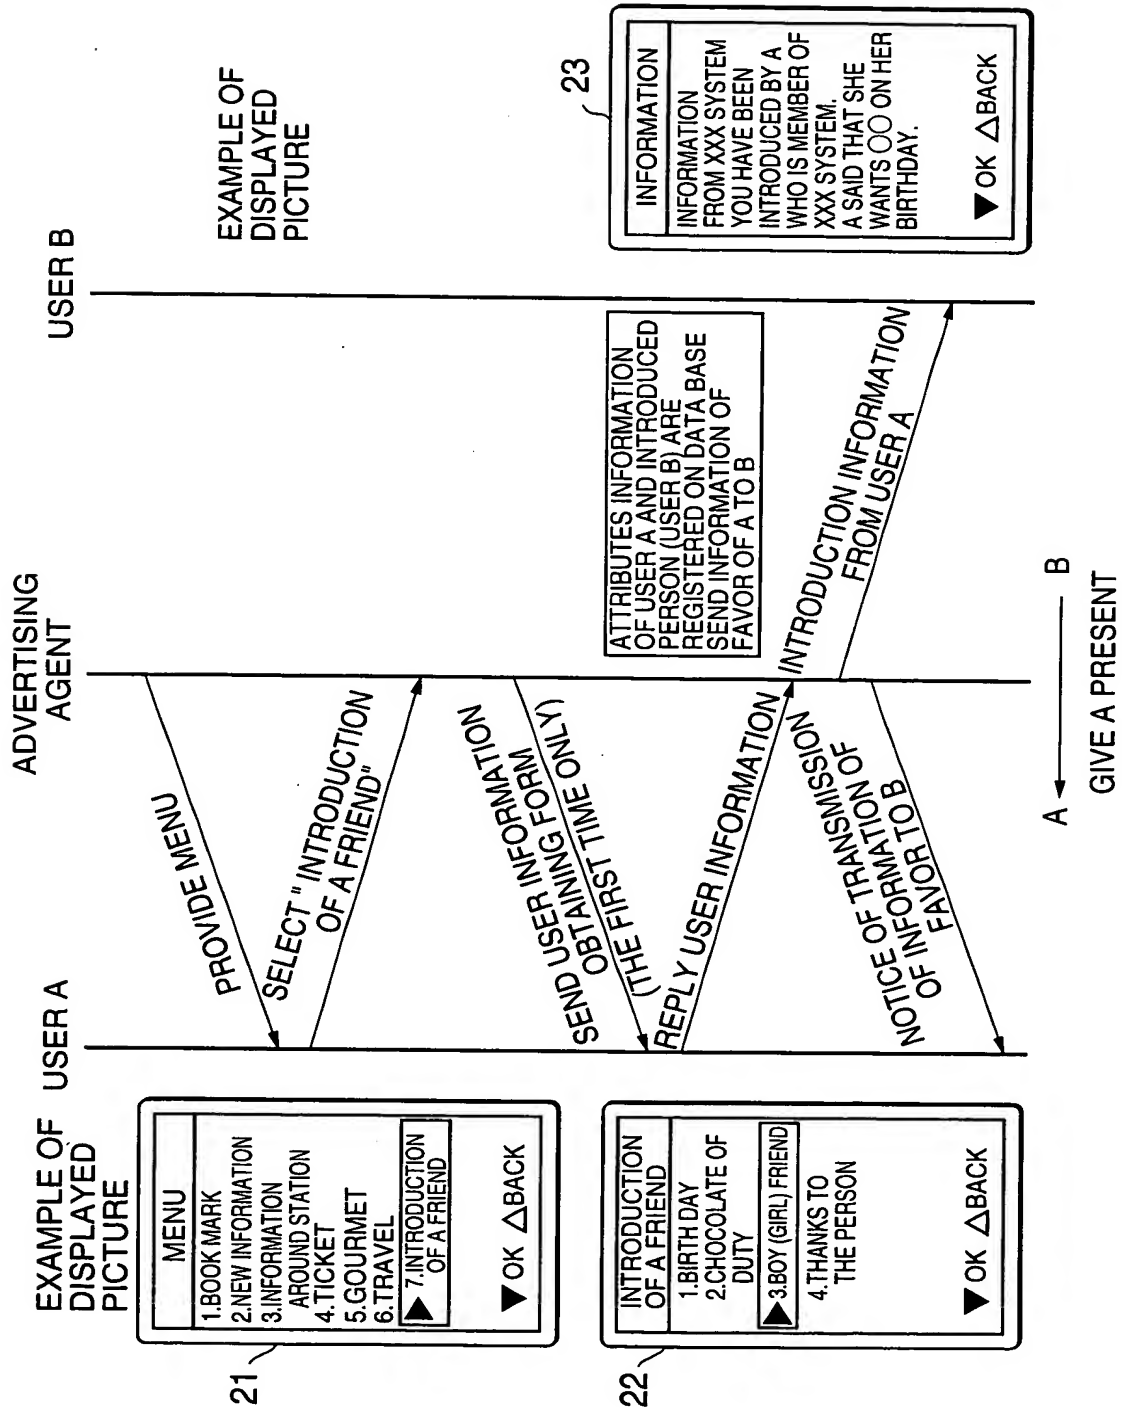 EXAMPLE OF
DISPLAYED
PICTURE
USER A
ADVERTISING
AGENT
USER B
EXAMPLE OF
DISPLAYED
PICTURE
21
MENU
1.BOOK MARK
2.NEW INFORMATION
3.INFORMATION
AROUND STATION
4.TICKET
5.GOURMET
6.TRAVEL
▶ 7.INTRODUCTION
OF A FRIEND
▼OK △BACK
PROVIDE MENU
SELECT " INTRODUCTION
OF A FRIEND"
SEND USER INFORMATION
OBTAINING FORM
(THE FIRST TIME ONLY)
22
INTRODUCTION
OF A FRIEND
1.BIRTH DAY
2.CHOCOLATE OF
DUTY
▶3.BOY (GIRL) FRIEND
4.THANKS TO
THE PERSON
▼OK △BACK
REPLY USER INFORMATION
ATTRIBUTES INFORMATION
OF USER A AND INTRODUCED
PERSON (USER B) ARE
REGISTERED ON DATA BASE
SEND INFORMATION OF
FAVOR OF A TO B
INTRODUCTION INFORMATION
FROM USER A
NOTICE OF TRANSMISSION
OF INFORMATION OF
FAVOR TO B
23
INFORMATION
INFORMATION
FROM XXX SYSTEM
YOU HAVE BEEN
INTRODUCED BY A
WHO IS MEMBER OF
XXX SYSTEM.
A SAID THAT SHE
WANTS ○○ ON HER
BIRTHDAY.
▼OK △BACK
A ← B
GIVE A PRESENT